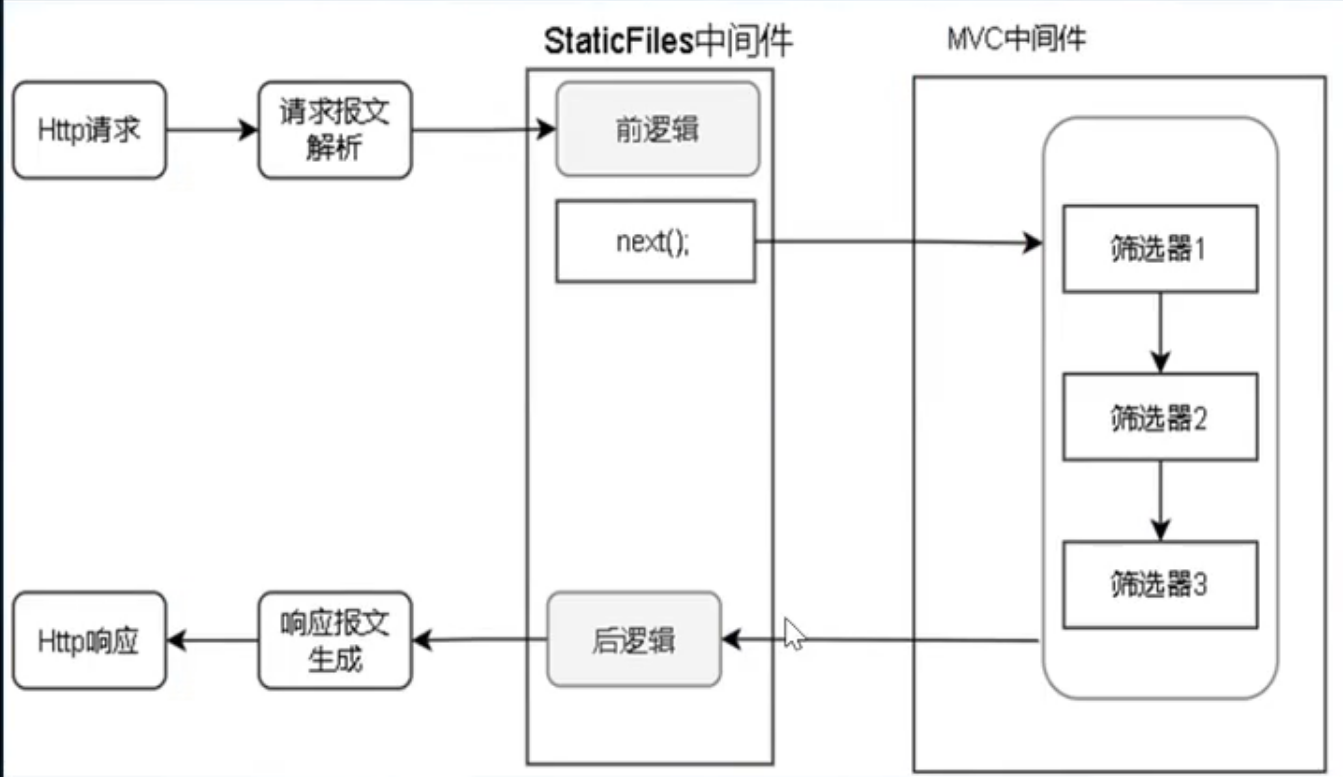 StaticFiles中间件
MVC中间件
Http请求
请求报文
解析
前逻辑
next();
筛选器1
筛选器2
筛选器3
Http响应
响应报文
生成
后逻辑